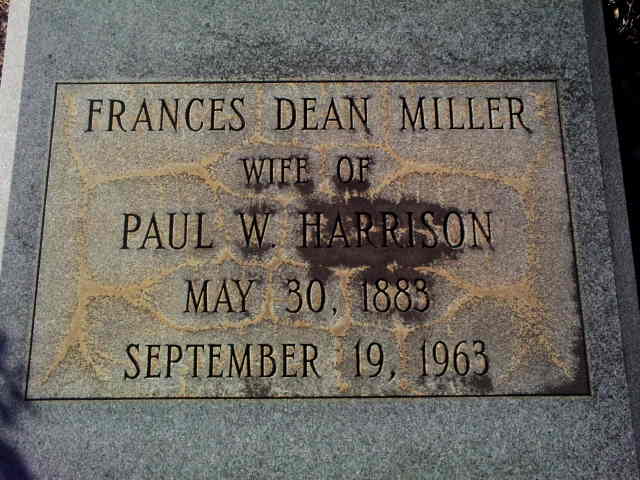 FRANCES DEAN MILLER
WIFE OF
PAUL W. HARRISON
MAY 30, 1883
SEPTEMBER 19, 1963